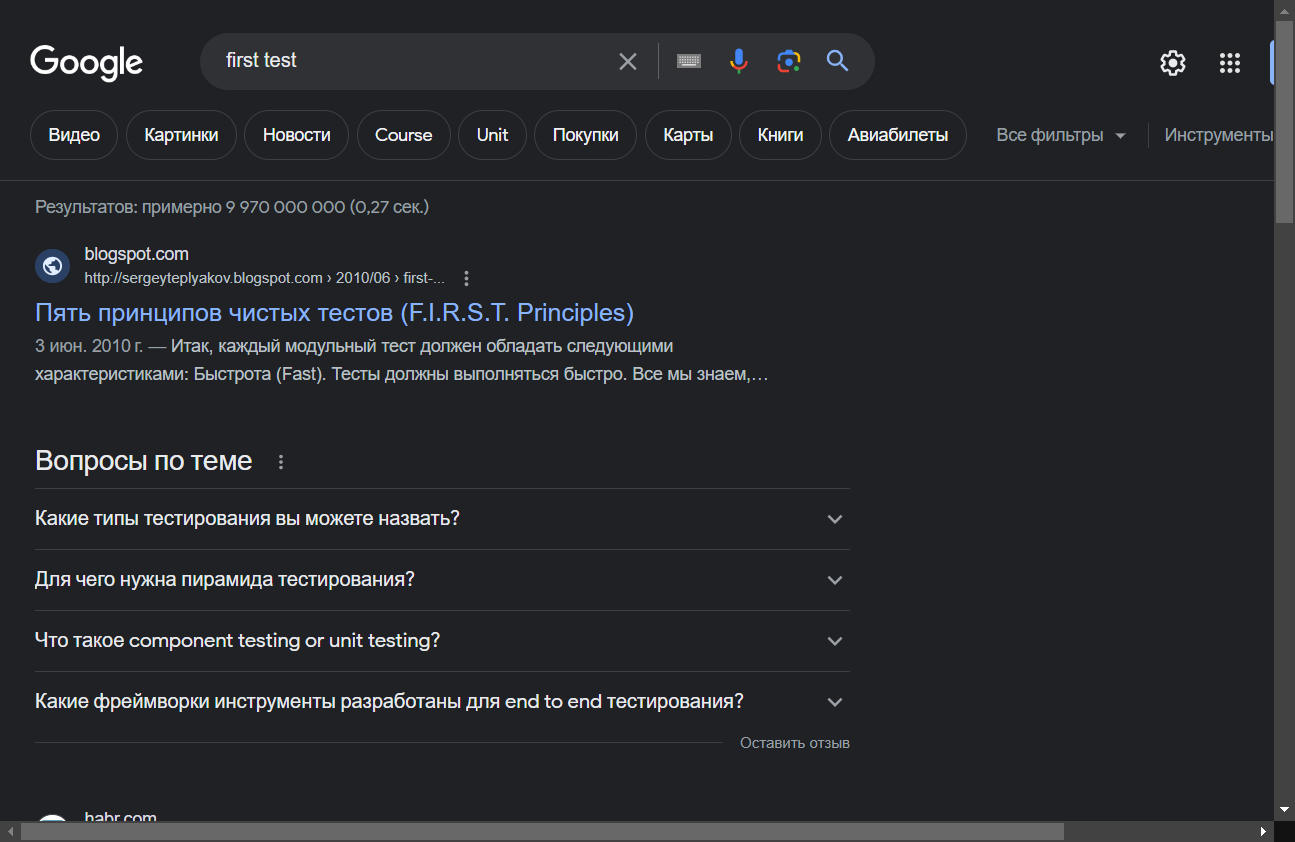 Google
first test
Видео
Картинки
Новости
Course
Unit
Покупки
Карты
Книги
Авиабилеты
Все фильтры
Инструменты
Результатов: примерно 9 970 000 000 (0,27 сек.)
blogspot.com
http://sergeyteplyakov.blogspot.com › 2010/06 › first-...
Пять принципов чистых тестов (F.I.R.S.T. Principles)
3 июн. 2010 г. — Итак, каждый модульный тест должен обладать следующими
характеристиками: Быстрота (Fast). Тесты должны выполняться быстро. Все мы знаем,…
Вопросы по теме
Какие типы тестирования вы можете назвать?
Для чего нужна пирамида тестирования?
Что такое component testing or unit testing?
Какие фреймворки инструменты разработаны для end to end тестирования?
Оставить отзыв
habr.com